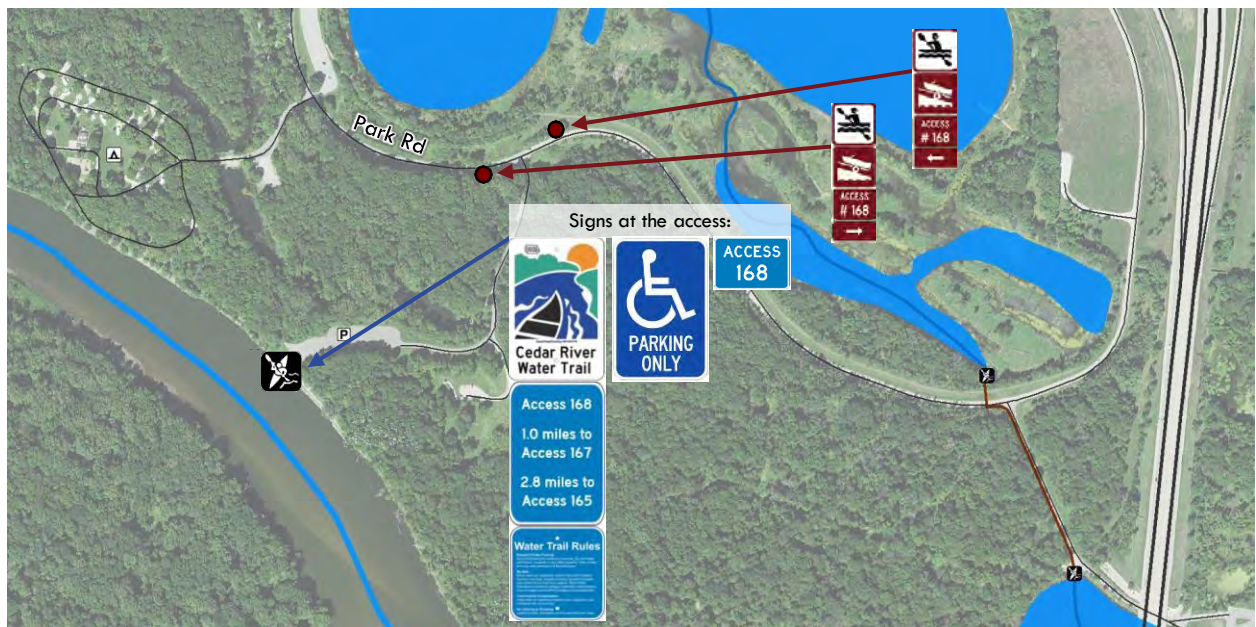 Park Rd
ACCESS
# 168
ACCESS
# 168
Signs at the access:
Cedar River
Water Trail
PARKING
ONLY
ACCESS
168
P
Access 168
1.0 miles to
Access 167
2.8 miles to
Access 165
Water Trail Rules